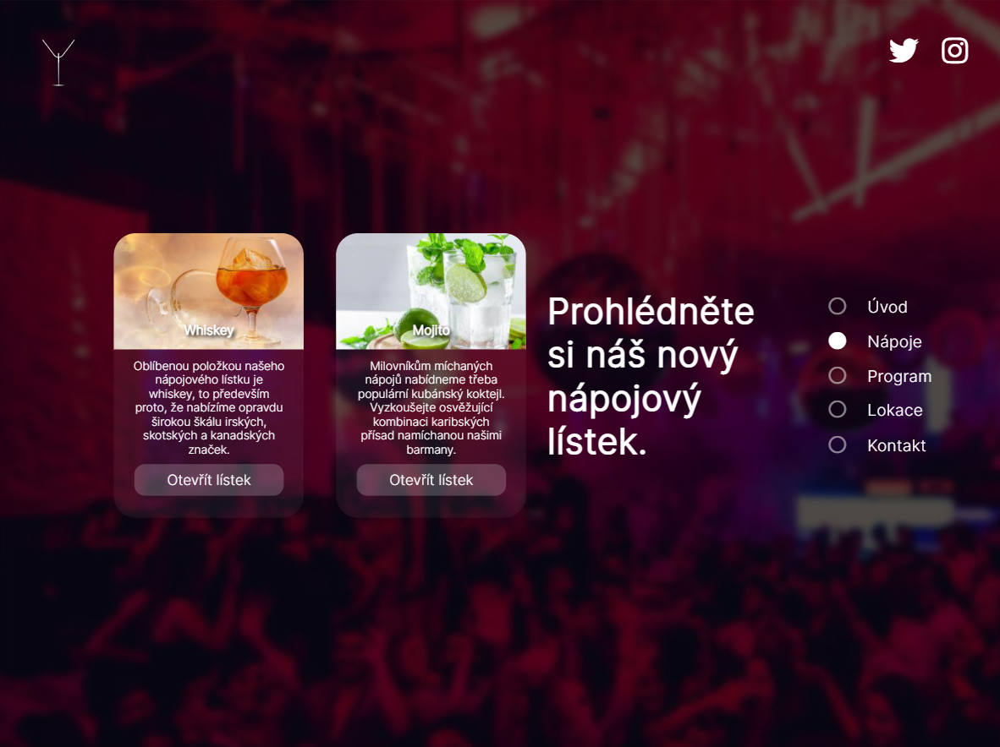 Whiskey
Oblíbenou položkou našeho
nápojového lístku je
whiskey, to především
proto, že nabízíme opravdu
širokou škálu irských,
skotských a kanadských
značek.
Otevřít lístek
Mojito
Milovníkům míchaných
nápojů nabídneme třeba
populární kubánský koktejl.
Vyzkoušejte osvěžující
kombinaci karibských
přísad namíchanou našimi
barmany.
Otevřít lístek
Prohlédněte
si náš nový
nápojový
lístek.
Úvod
Nápoje
Program
Lokace
Kontakt